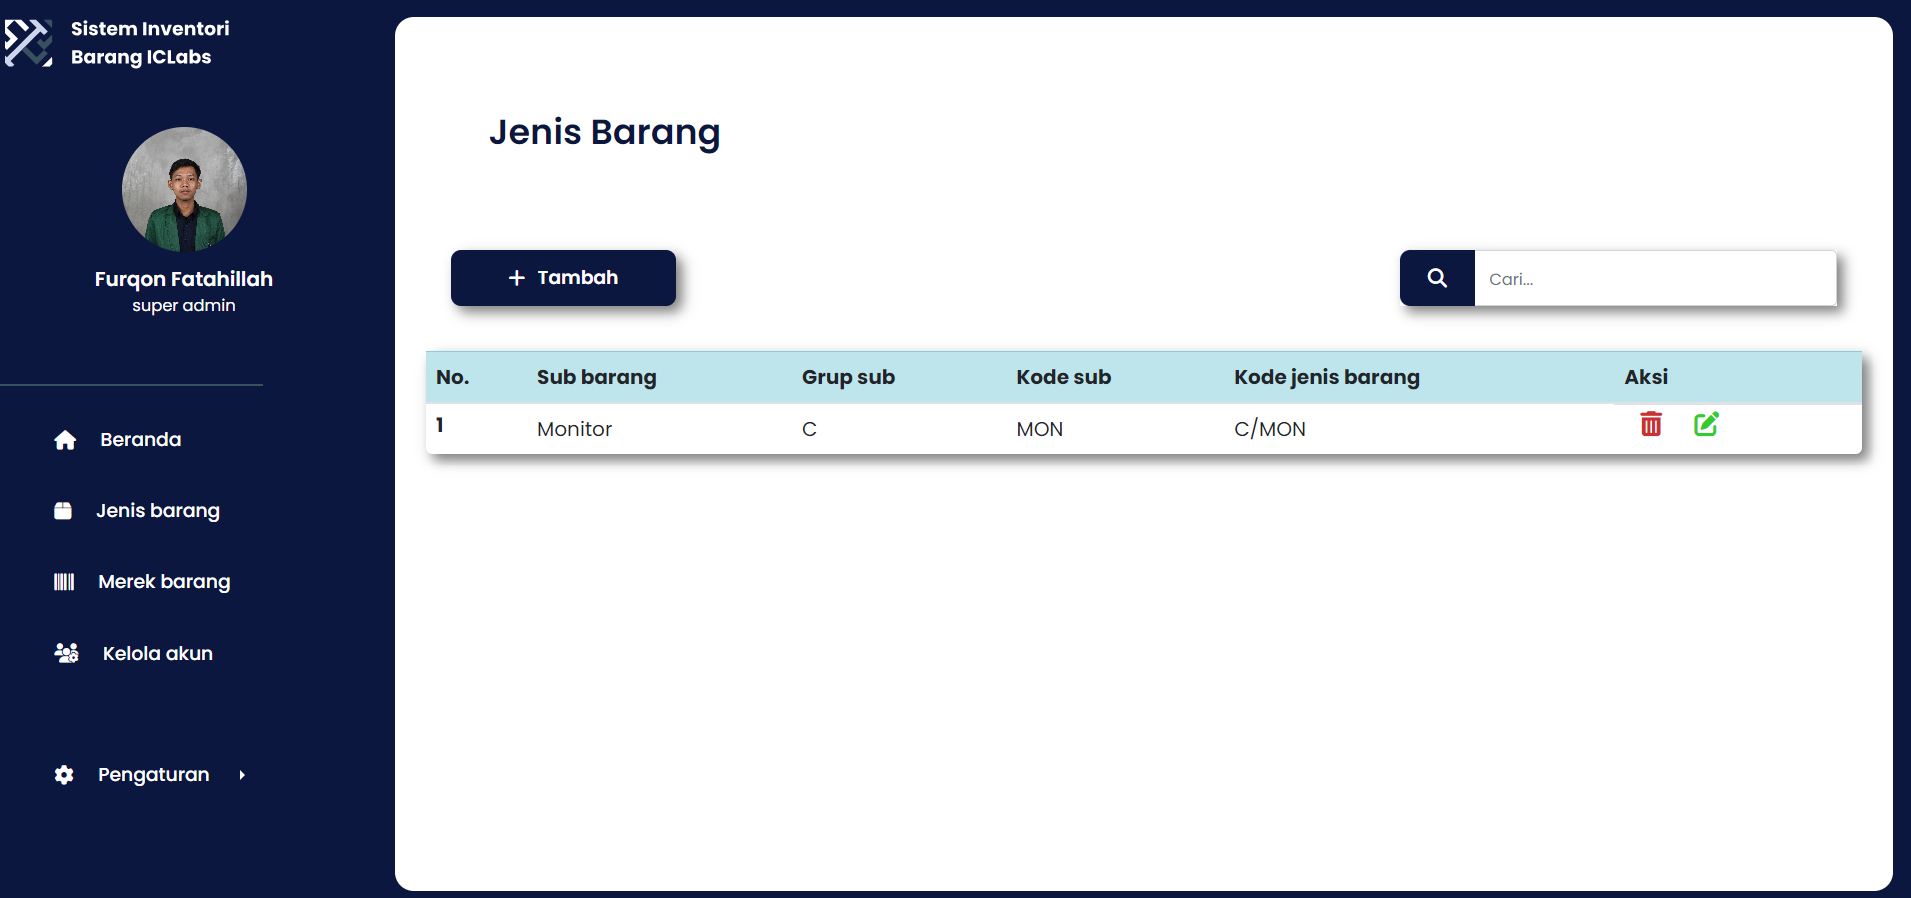 Sistem Inventori
Barang ICLabs
Furqon Fatahillah
super admin
Beranda
Jenis barang
Merek barang
Kelola akun
Pengaturan
Jenis Barang
Tambah
Cari...
No. Sub barang Grup sub Kode sub Kode jenis barang Aksi
1 Monitor C MON C/MON